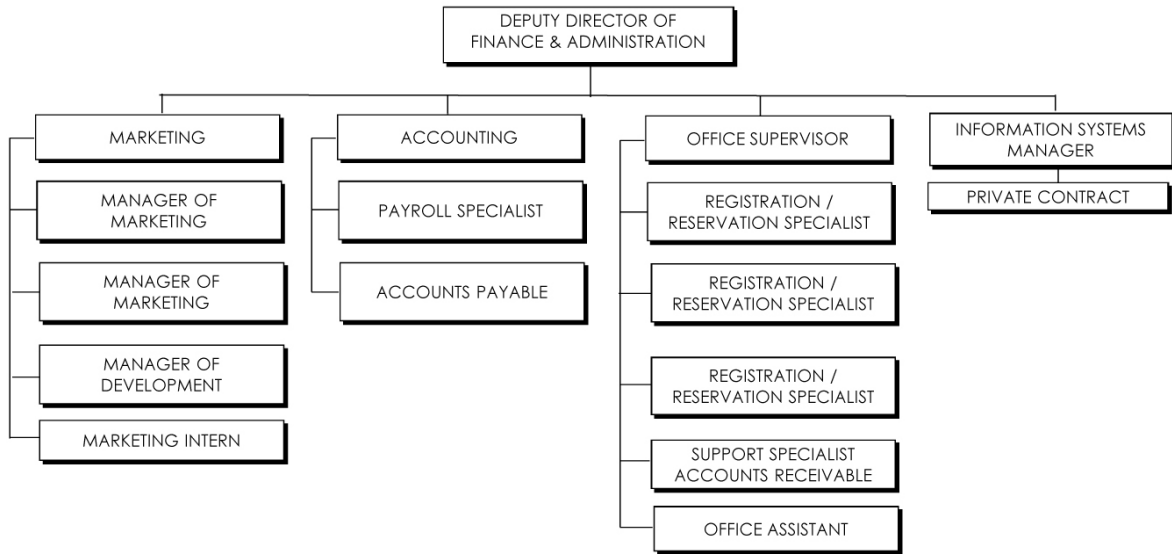 DEPUTY DIRECTOR OF
FINANCE & ADMINISTRATION
MARKETING
MANAGER OF
MARKETING
MANAGER OF
MARKETING
MANAGER OF
DEVELOPMENT
MARKETING INTERN
ACCOUNTING
PAYROLL SPECIALIST
ACCOUNTS PAYABLE
OFFICE SUPERVISOR
REGISTRATION /
RESERVATION SPECIALIST
REGISTRATION /
RESERVATION SPECIALIST
REGISTRATION /
RESERVATION SPECIALIST
SUPPORT SPECIALIST
ACCOUNTS RECEIVABLE
OFFICE ASSISTANT
INFORMATION SYSTEMS
MANAGER
PRIVATE CONTRACT